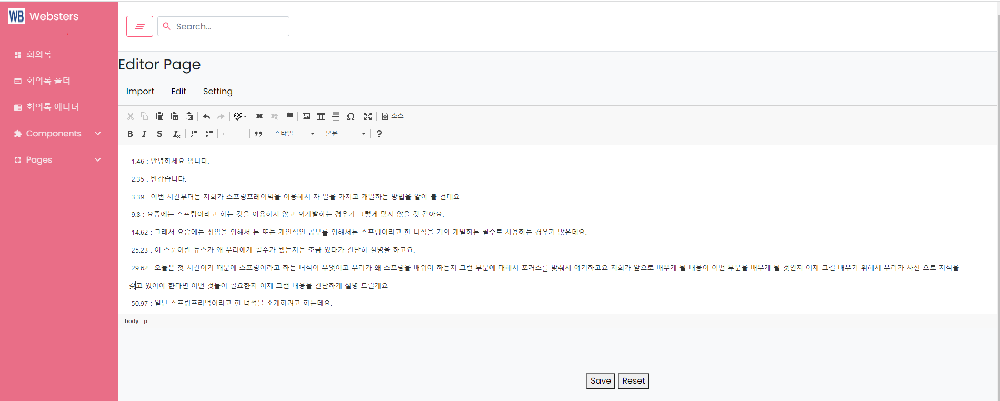 WB Websters
Search...
회의록
회의록 폴더
회의록 에디터
Components
Pages
Editor Page
Import Edit Setting
ABC Ω 소스
B I S Tx 스타일 본문 ?
1.46 : 안녕하세요 입니다.
2.35 : 반갑습니다.
3.39 : 이번 시간부터는 저희가 스프링프레이먹을 이용해서 자 발을 가지고 개발하는 방법을 알아 볼 건데요.
9.8 : 요즘에는 스프링이라고 하는 것을 이용하지 않고 외개발하는 경우가 그렇게 많지 않을 것 같아요.
14.62 : 그래서 요즘에는 취업을 위해서 든 또는 개인적인 공부를 위해서든 스프링이라고 한 녀석을 거의 개발하든 필수로 사용하는 경우가 많은데요.
25.23 : 이 스푼이란 뉴스가 왜 우리에게 필수가 됐는지는 조금 있다가 간단히 설명을 하고요.
29.62 : 오늘은 첫 시간이기 때문에 스프링이라고 하는 녀석이 무엇이고 우리가 왜 스프링을 배워야 하는지 그런 부분에 대해서 포커스를 맞춰서 얘기하고요 저희가 앞으로 배우게 될 내용이 어떤 부분을 배우게 될 것인지 이제 그걸 배우기 위해서 우리가 사전 으로 지식을
갖고 있어야 한다면 어떤 것들이 필요한지 이제 그런 내용을 간단하게 설명 드릴게요.
50.97 : 일단 스프링프리먹이라고 한 녀석을 소개하려고 하는데요.
body p
Save Reset